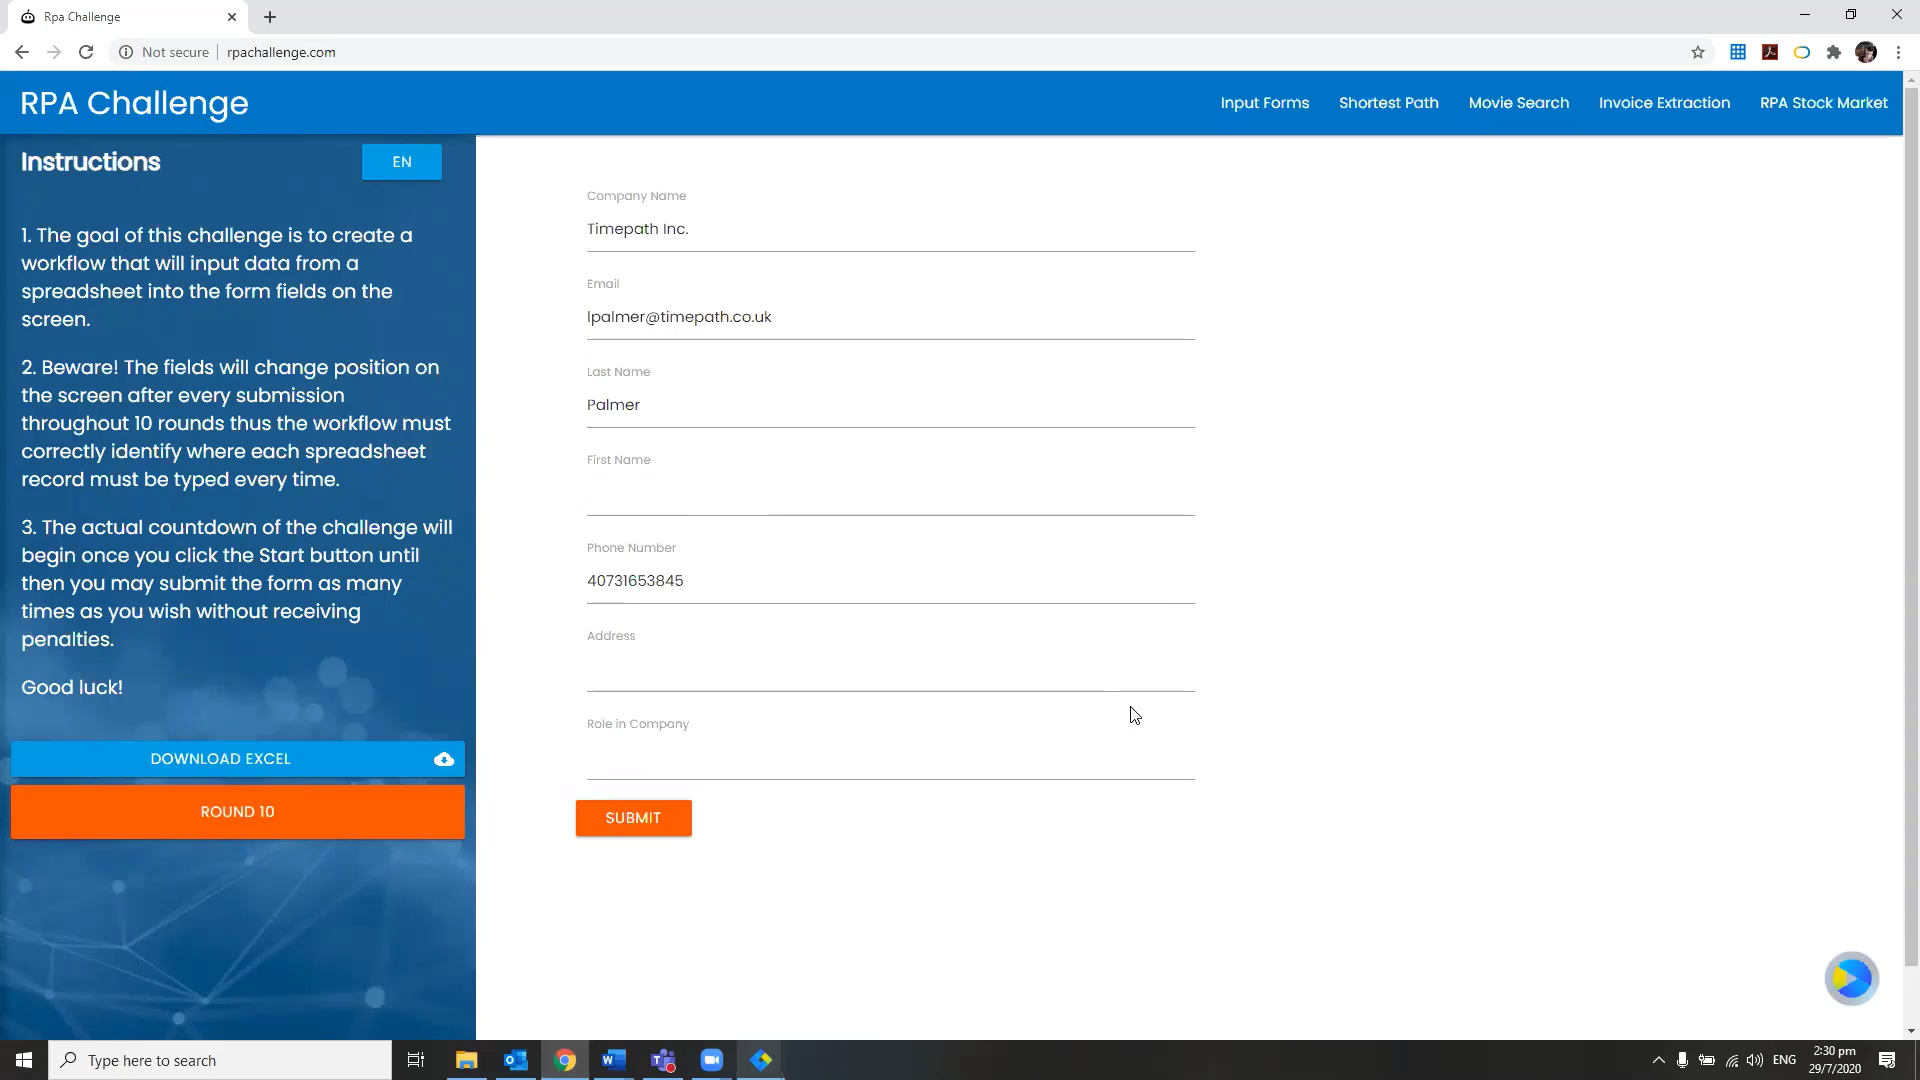 Rpa Challenge
Not secure
rpachallenge.com
RPA Challenge
Input Forms
Shortest Path
Movie Search
Invoice Extraction
RPA Stock Market
Instructions
EN
1. The goal of this challenge is to create a
workflow that will input data from a
spreadsheet into the form fields on the
screen.
2. Beware! The fields will change position on
the screen after every submission
throughout 10 rounds thus the workflow must
correctly identify where each spreadsheet
record must be typed every time.
3. The actual countdown of the challenge will
begin once you click the Start button until
then you may submit the form as many
times as you wish without receiving
penalties.
Good luck!
DOWNLOAD EXCEL
ROUND 10
Company Name
Timepath Inc.
Email
lpalmer@timepath.co.uk
Last Name
Palmer
First Name
Phone Number
40731653845
Address
Role in Company
SUBMIT
Type here to search
ENG
2:30 pm
29/7/2020